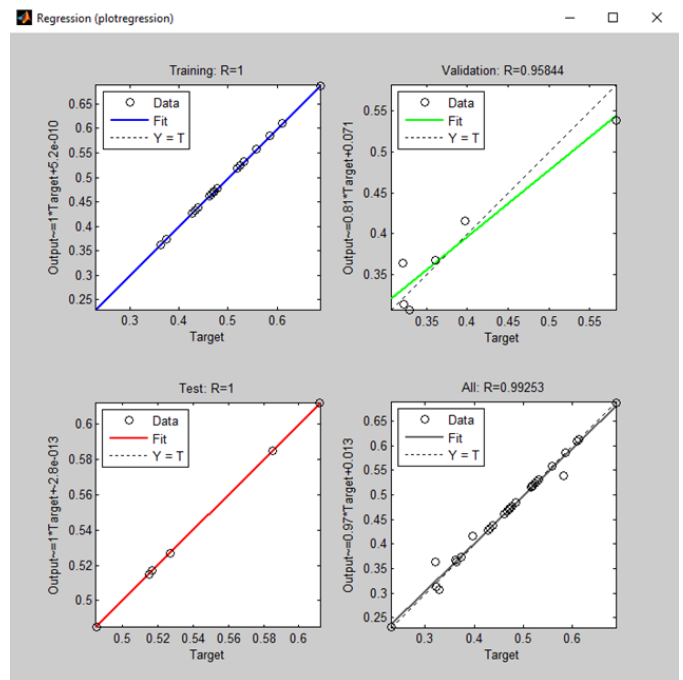 Regression (plotregression)
Training: R=1
Output~=1*Target+5.2e-010
0.65
0.6
0.55
0.5
0.45
0.4
0.35
0.3
0.25
Data
Fit
Y = T
0.3 0.4 0.5 0.6
Target
Validation: R=0.95844
Output~=0.81*Target+0.071
0.55
0.5
0.45
0.4
0.35
Data
Fit
Y = T
0.35 0.4 0.45 0.5 0.55
Target
Test: R=1
Output~=1*Target+-2.8e-013
0.6
0.58
0.56
0.54
0.52
0.5
Data
Fit
Y = T
0.5 0.52 0.54 0.56 0.58 0.6
Target
All: R=0.99253
Output~=0.97*Target+0.013
0.65
0.6
0.55
0.5
0.45
0.4
0.35
0.3
0.25
Data
Fit
Y = T
0.3 0.4 0.5 0.6
Target